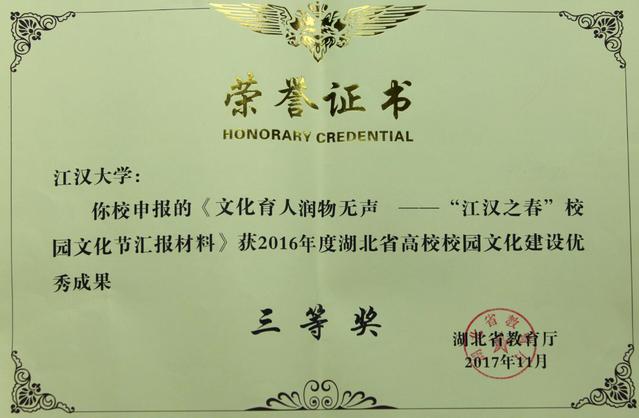 荣誉证书
HONORARY CREDENTIAL
江汉大学：
你校申报的《文化育人润物无声 ——“江汉之春”校
园文化节汇报材料》获2016年度湖北省高校校园文化建设优
秀成果
三等奖
湖北省教育厅
2017年11月